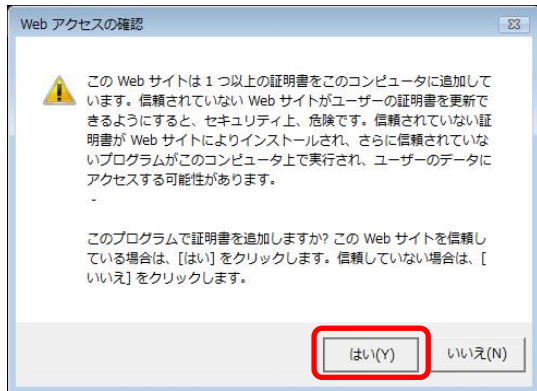 Web アクセスの確認
この Web サイトは 1 つ以上の証明書をこのコンピュータに追加して
います。信頼されていない Web サイトがユーザーの証明書を更新で
きるようにすると、セキュリティ上、危険です。信頼されていない証
明書が Web サイトによりインストールされ、さらに信頼されていな
いプログラムがこのコンピュータ上で実行され、ユーザーのデータに
アクセスする可能性があります。
-
このプログラムで証明書を追加しますか? この Web サイトを信頼し
ている場合は、[はい] をクリックします。信頼していない場合は、[
いいえ] をクリックします。
はい(Y) いいえ(N)